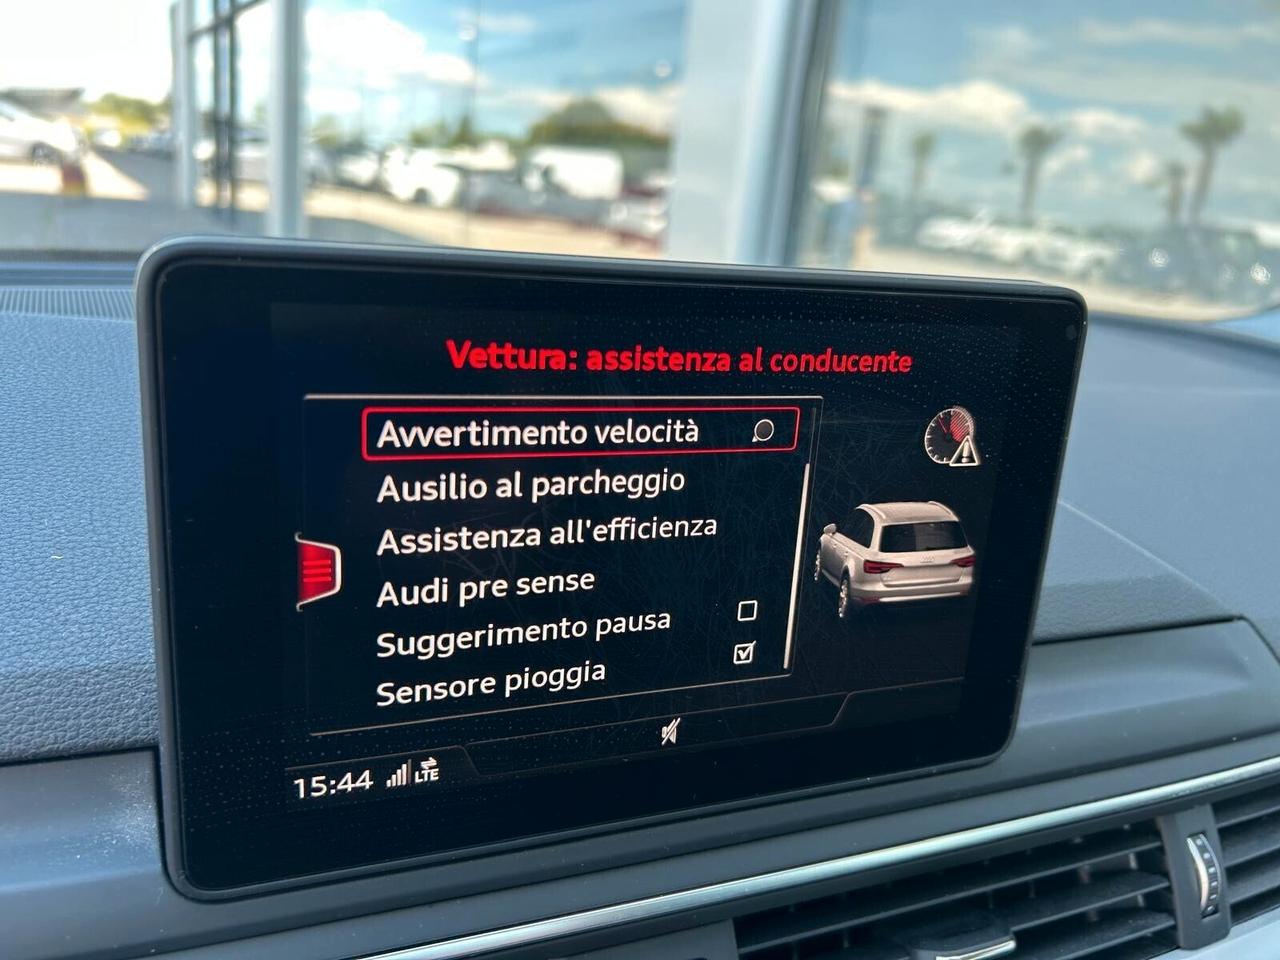 Vettura: assistenza al conducente
Avvertimento velocità
Ausilio al parcheggio
Assistenza all'efficienza
Audi pre sense
Suggerimento pausa
Sensore pioggia
15:44 LTE